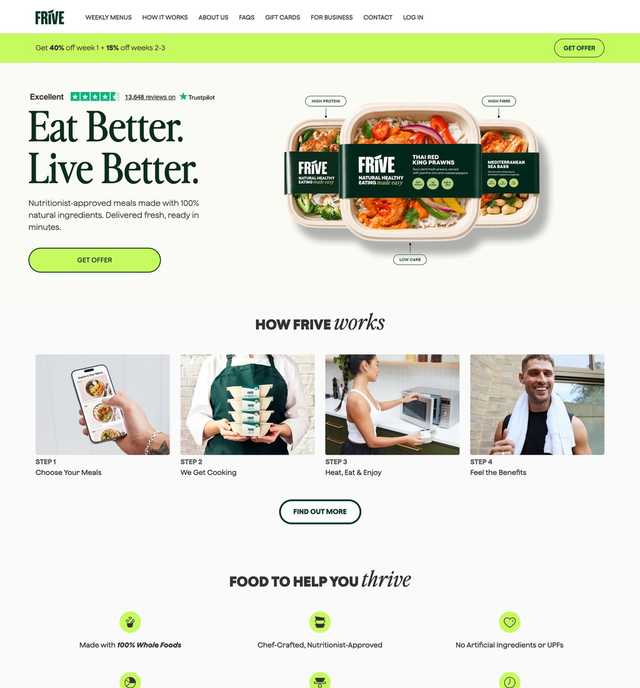 FRIVE
WEEKLY MENUS HOW IT WORKS ABOUT US FAQS GIFT CARDS FOR BUSINESS CONTACT LOG IN
Get 40% off week 1 + 15% off weeks 2-3
GET OFFER
Excellent 13,648 reviews on Trustpilot
Eat Better.
Live Better.
Nutritionist-approved meals made with 100%
natural ingredients. Delivered fresh, ready in
minutes.
GET OFFER
HIGH PROTEIN
HIGH FIBRE
FRIVE
NATURAL HEALTHY
EATING made easy
FRIVE
NATURAL HEALTHY
EATING made easy
THAI RED
KING PRAWNS
MEDITERRANEAN
SEA BASS
LOW CARB
HOW FRIVE works
STEP 1
Choose Your Meals
STEP 2
We Get Cooking
STEP 3
Heat, Eat & Enjoy
STEP 4
Feel the Benefits
FIND OUT MORE
FOOD TO HELP YOU thrive
Made with 100% Whole Foods
Chef-Crafted, Nutritionist-Approved
No Artificial Ingredients or UPFs